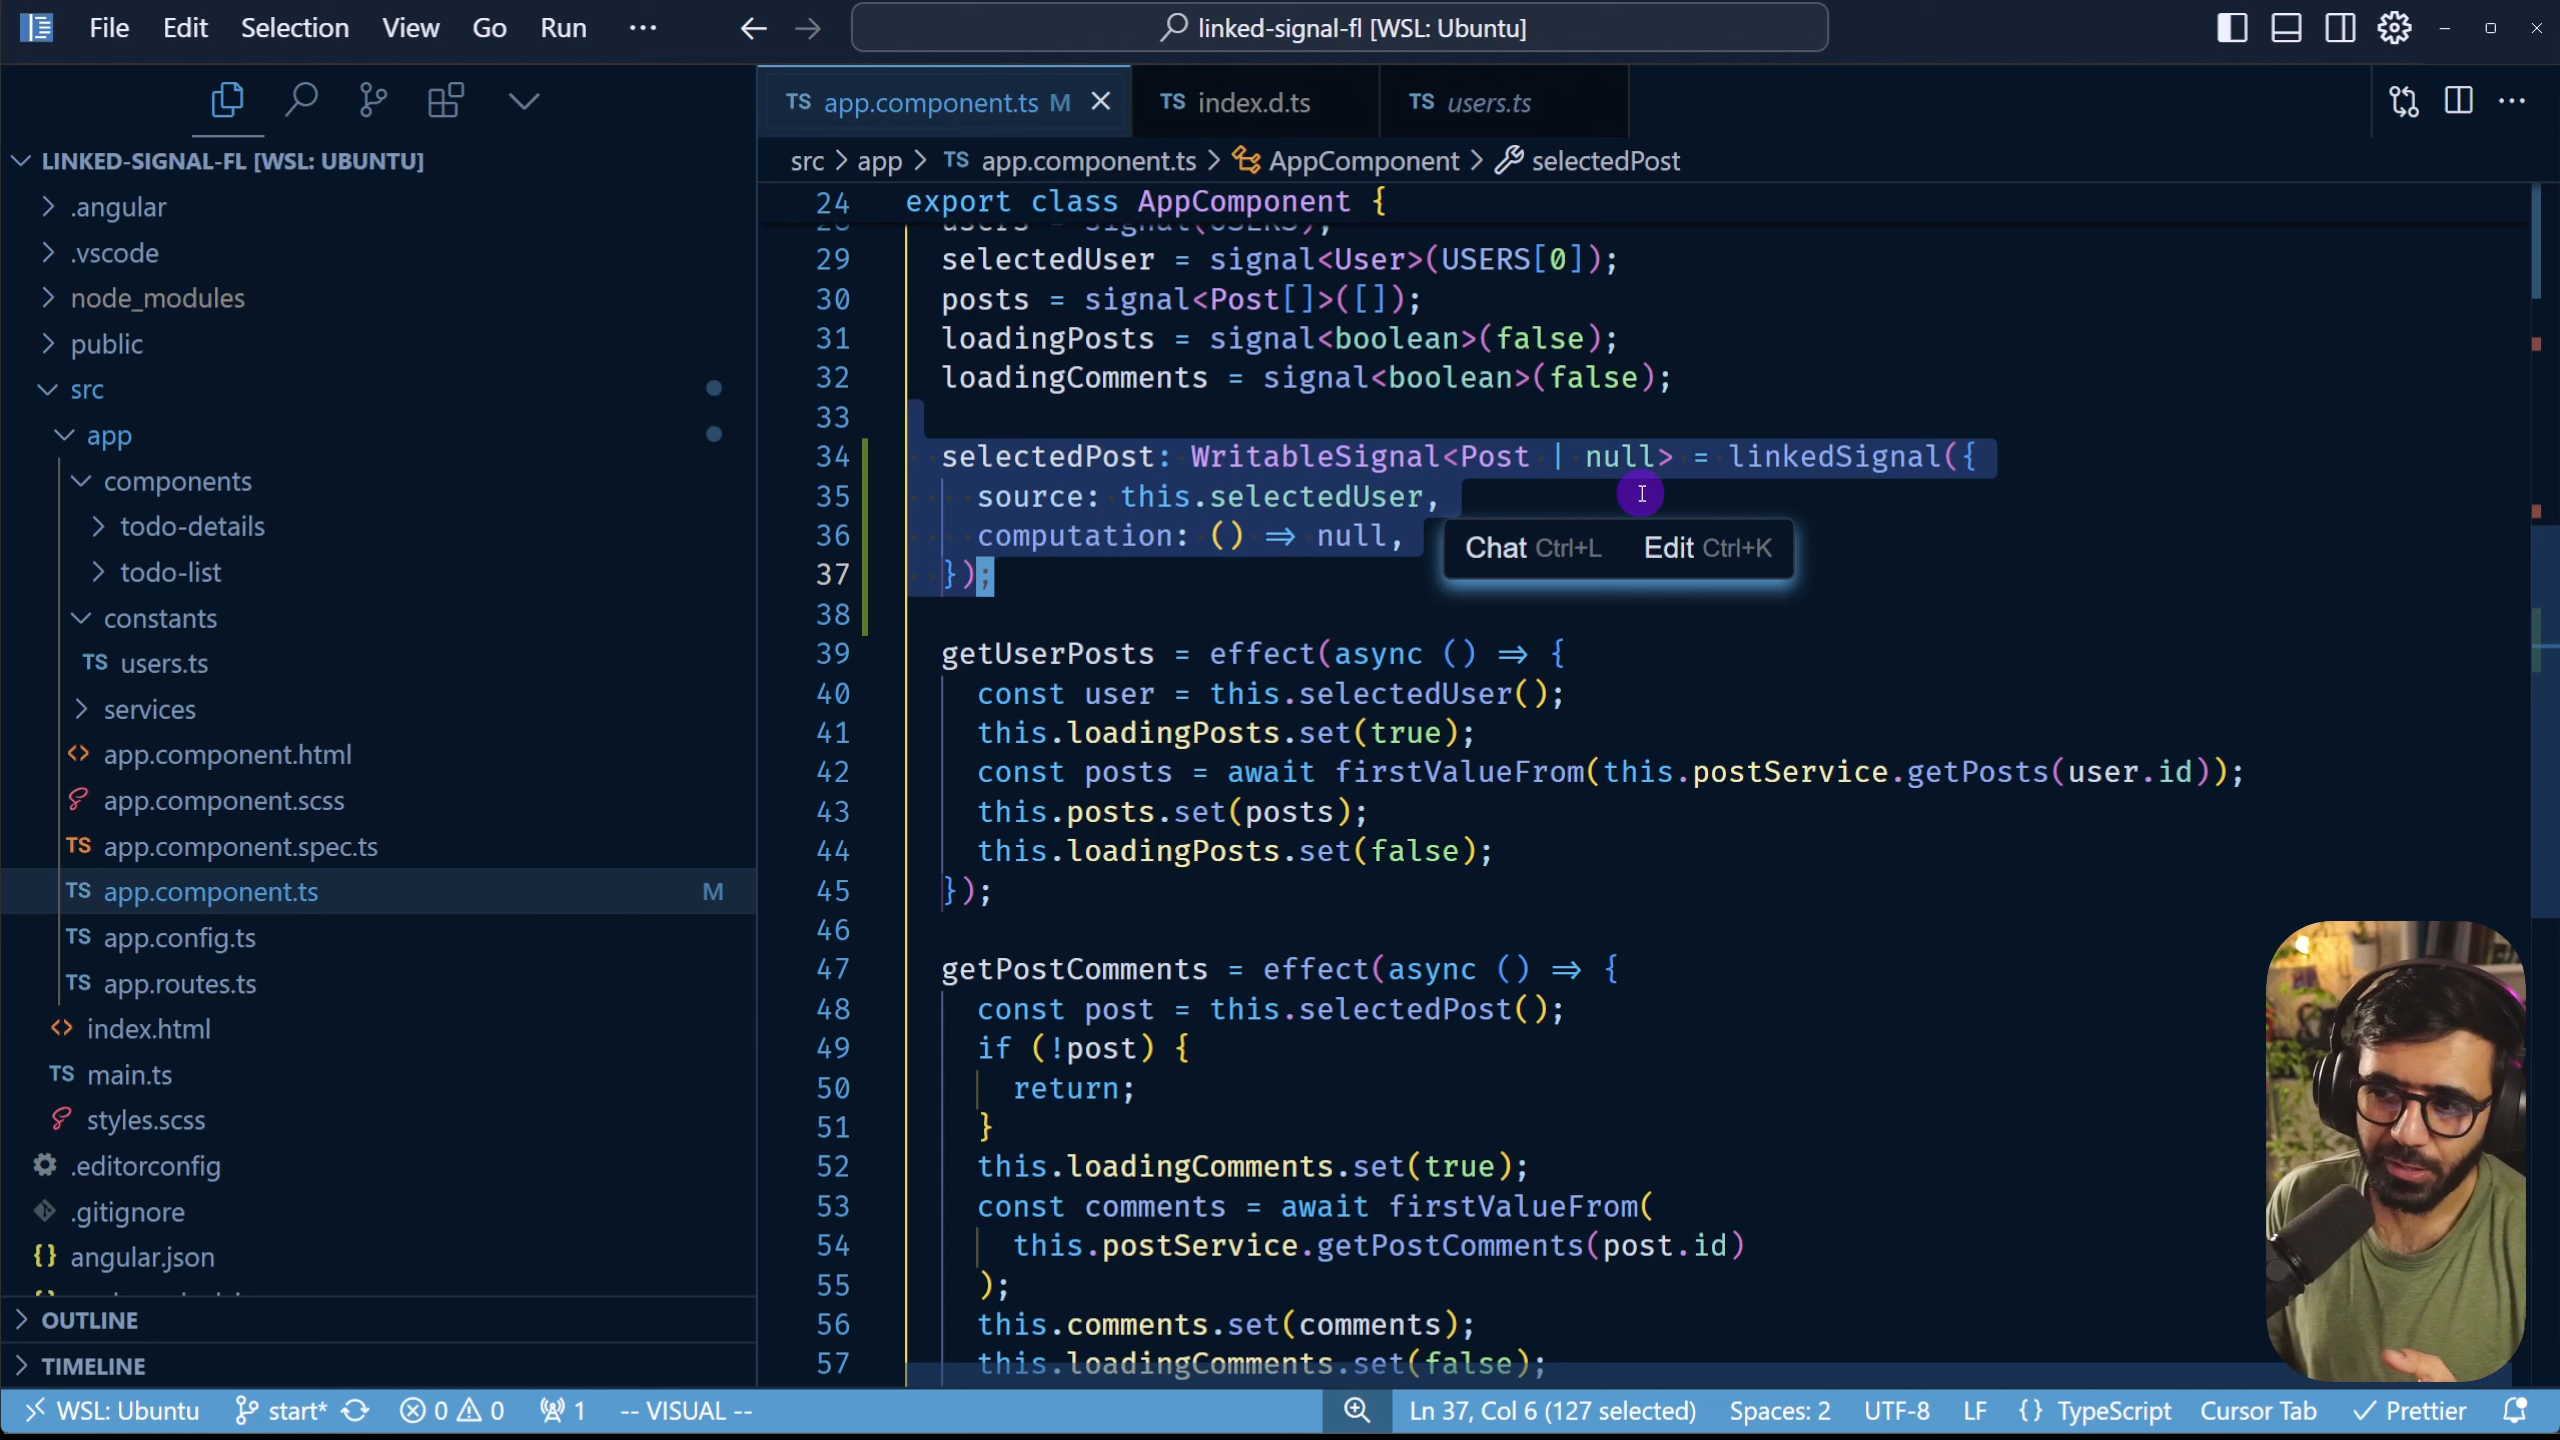 File Edit Selection View Go Run ···
linked-signal-fl [WSL: Ubuntu]
TS app.component.ts M
TS index.d.ts
TS users.ts
LINKED-SIGNAL-FL [WSL: UBUNTU]
.angular
.vscode
node_modules
public
src
app
components
todo-details
todo-list
constants
TS users.ts
services
<> app.component.html
app.component.scss
TS app.component.spec.ts
TS app.component.ts M
TS app.config.ts
TS app.routes.ts
<> index.html
TS main.ts
styles.scss
.editorconfig
.gitignore
{} angular.json
OUTLINE
TIMELINE
src > app > TS app.component.ts > AppComponent > selectedPost
24 export class AppComponent {
users = signal(USERS);
29 selectedUser = signal<User>(USERS[0]);
30 posts = signal<Post[]>([]);
31 loadingPosts = signal<boolean>(false);
32 loadingComments = signal<boolean>(false);
33
34 selectedPost: WritableSignal<Post | null> = linkedSignal({
35 source: this.selectedUser,
36 computation: () => null,
37 });
Chat Ctrl+L Edit Ctrl+K
38
39 getUserPosts = effect(async () => {
40 const user = this.selectedUser();
41 this.loadingPosts.set(true);
42 const posts = await firstValueFrom(this.postService.getPosts(user.id));
43 this.posts.set(posts);
44 this.loadingPosts.set(false);
45 });
46
47 getPostComments = effect(async () => {
48 const post = this.selectedPost();
49 if (!post) {
50 return;
51 }
52 this.loadingComments.set(true);
53 const comments = await firstValueFrom(
54 this.postService.getPostComments(post.id)
55 );
56 this.comments.set(comments);
57 this.loadingComments.set(false);
WSL: Ubuntu start* 0 0 1 -- VISUAL -- Ln 37, Col 6 (127 selected) Spaces: 2 UTF-8 LF {} TypeScript Cursor Tab Prettier